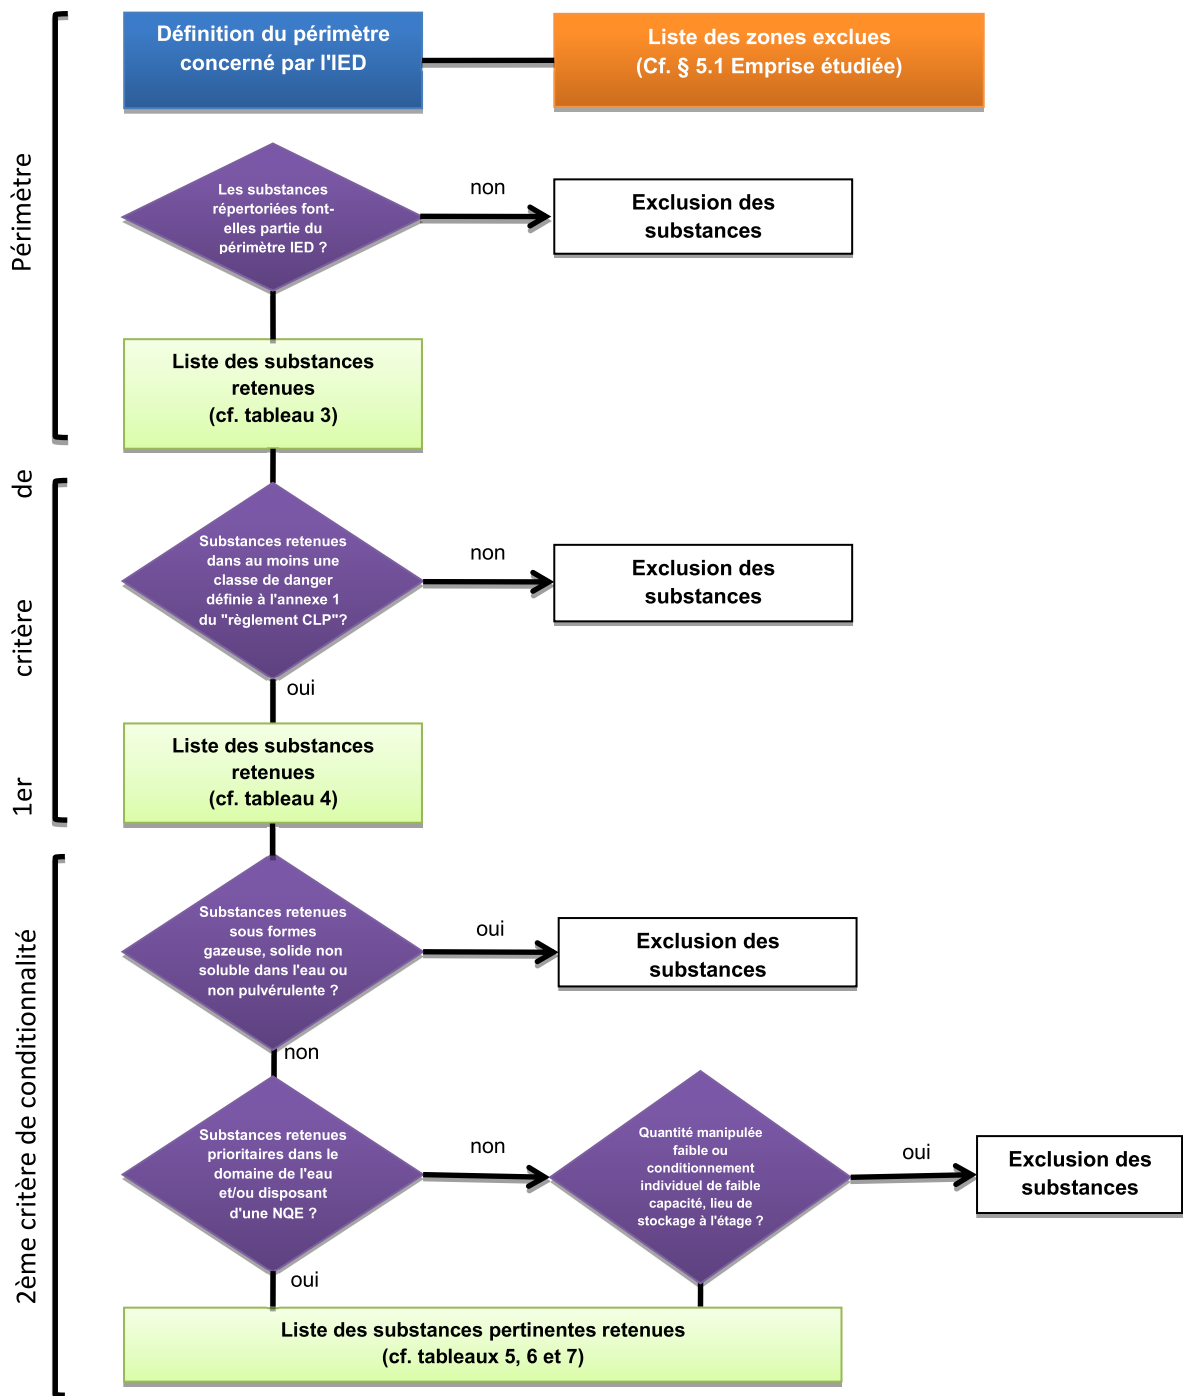 Périmètre
Définition du périmètre
concerné par l'IED
Liste des zones exclues
(Cf. § 5.1 Emprise étudiée)
Les substances
répertoriées font-
elles partie du
périmètre IED ?
non
Exclusion des
substances
Liste des substances
retenues
(cf. tableau 3)
1er critère de
Substances retenues
dans au moins une
classe de danger
définie à l'annexe 1
du "règlement CLP"?
non
Exclusion des
substances
oui
Liste des substances
retenues
(cf. tableau 4)
2ème critère de conditionnalité
Substances retenues
sous formes
gazeuse, solide non
soluble dans l'eau ou
non pulvérulente ?
oui
Exclusion des
substances
non
Substances retenues
prioritaires dans le
domaine de l'eau
et/ou disposant
d'une NQE ?
non
Quantité manipulée
faible ou
conditionnement
individuel de faible
capacité, lieu de
stockage à l'étage ?
oui
Exclusion des
substances
oui
Liste des substances pertinentes retenues
(cf. tableaux 5, 6 et 7)